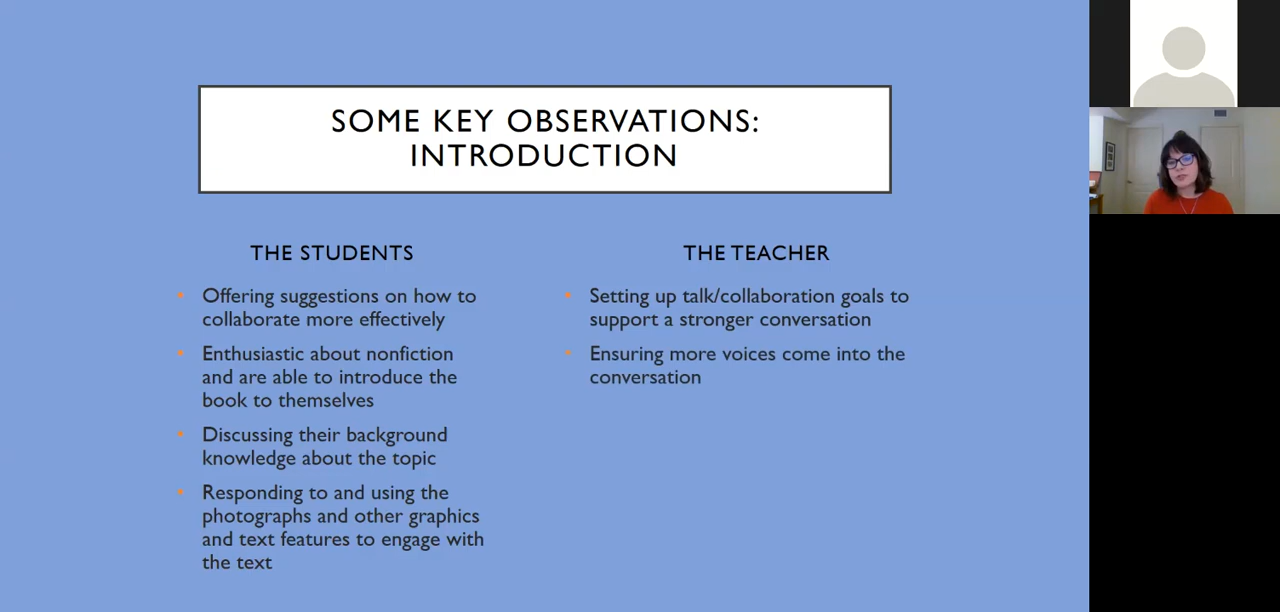 SOME KEY OBSERVATIONS:
INTRODUCTION
THE STUDENTS
• Offering suggestions on how to
collaborate more effectively
• Enthusiastic about nonfiction
and are able to introduce the
book to themselves
• Discussing their background
knowledge about the topic
• Responding to and using the
photographs and other graphics
and text features to engage with
the text
THE TEACHER
• Setting up talk/collaboration goals to
support a stronger conversation
• Ensuring more voices come into the
conversation